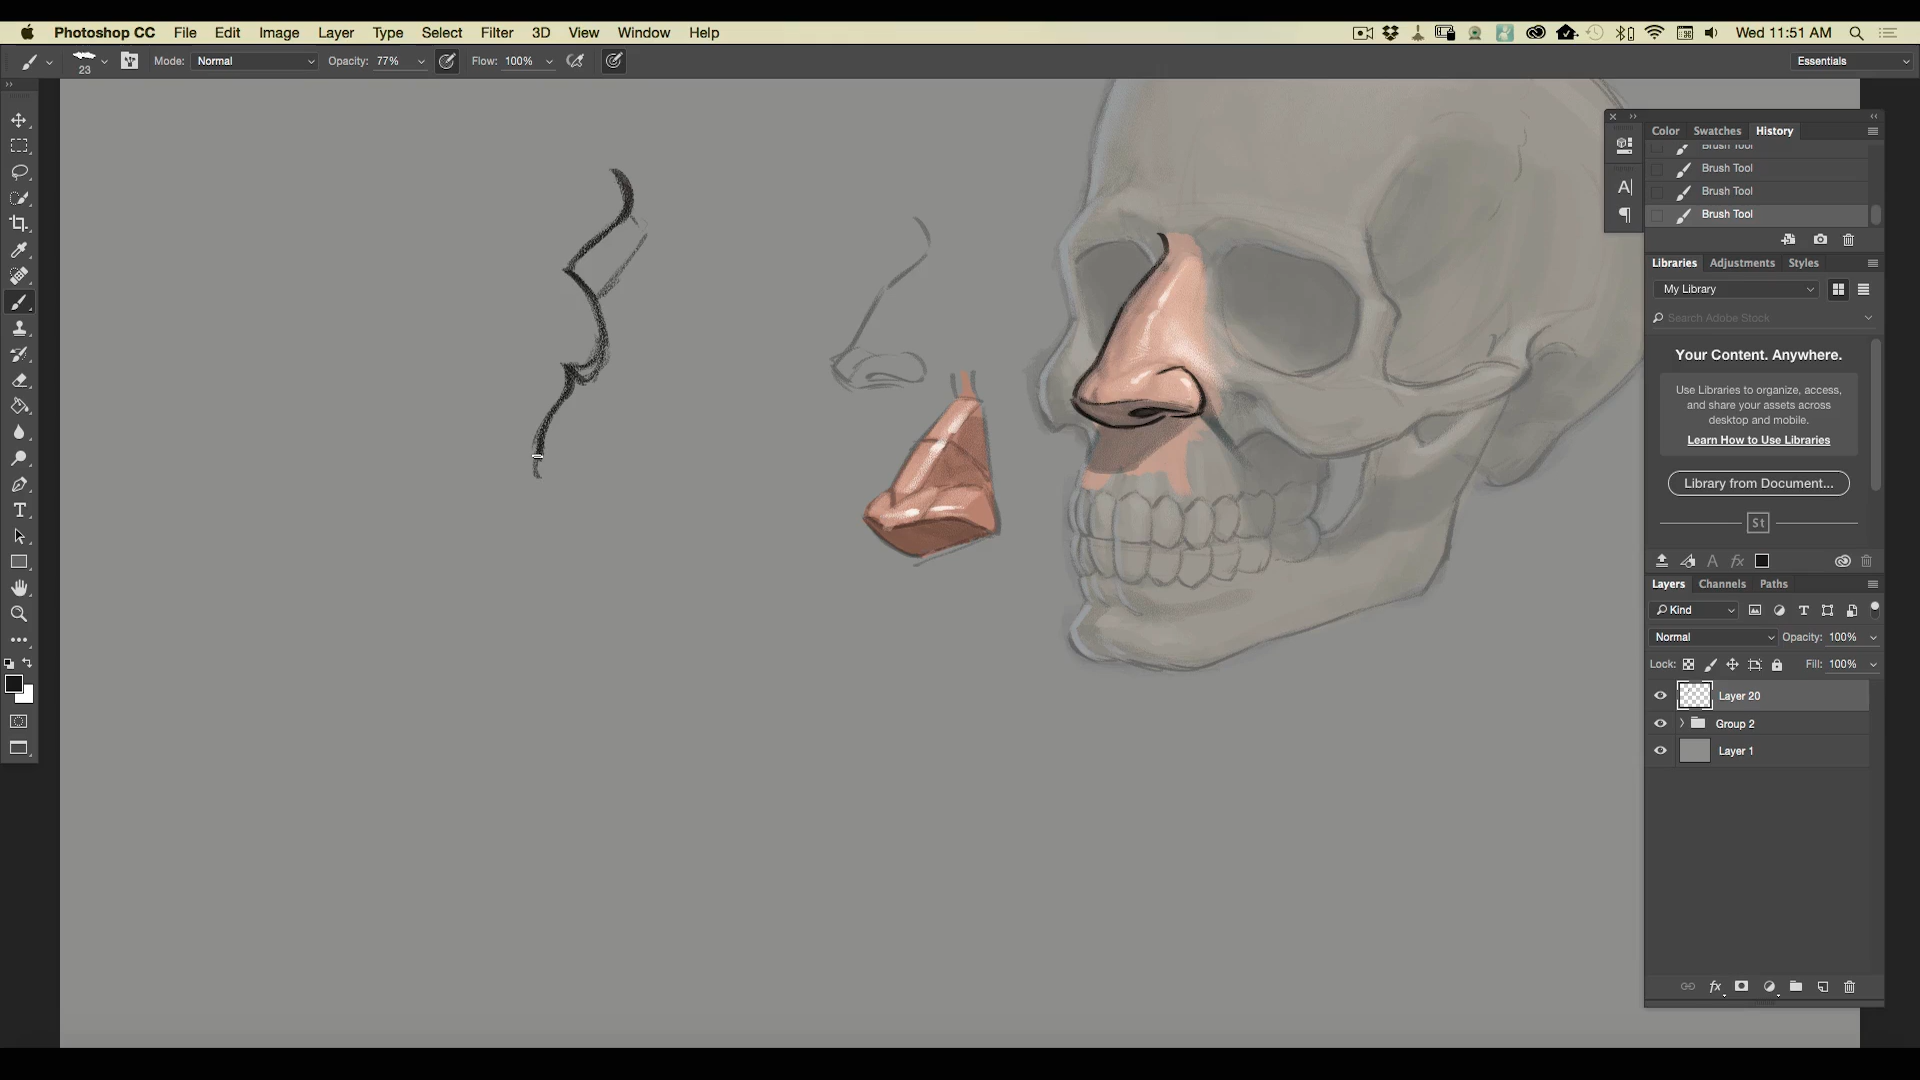 Photoshop CC File Edit Image Layer Type Select Filter 3D View Window Help Wed 11:51 AM
23 Mode: Normal Opacity: 77% Flow: 100% Essentials
Color Swatches History
Brush Tool
Brush Tool
Brush Tool
Brush Tool
Libraries Adjustments Styles
My Library
Search Adobe Stock
Your Content. Anywhere.
Use Libraries to organize, access,
and share your assets across
desktop and mobile.
Learn How to Use Libraries
Library from Document...
St
Layers Channels Paths
Kind
Normal Opacity: 100%
Lock: Fill: 100%
Layer 20
Group 2
Layer 1